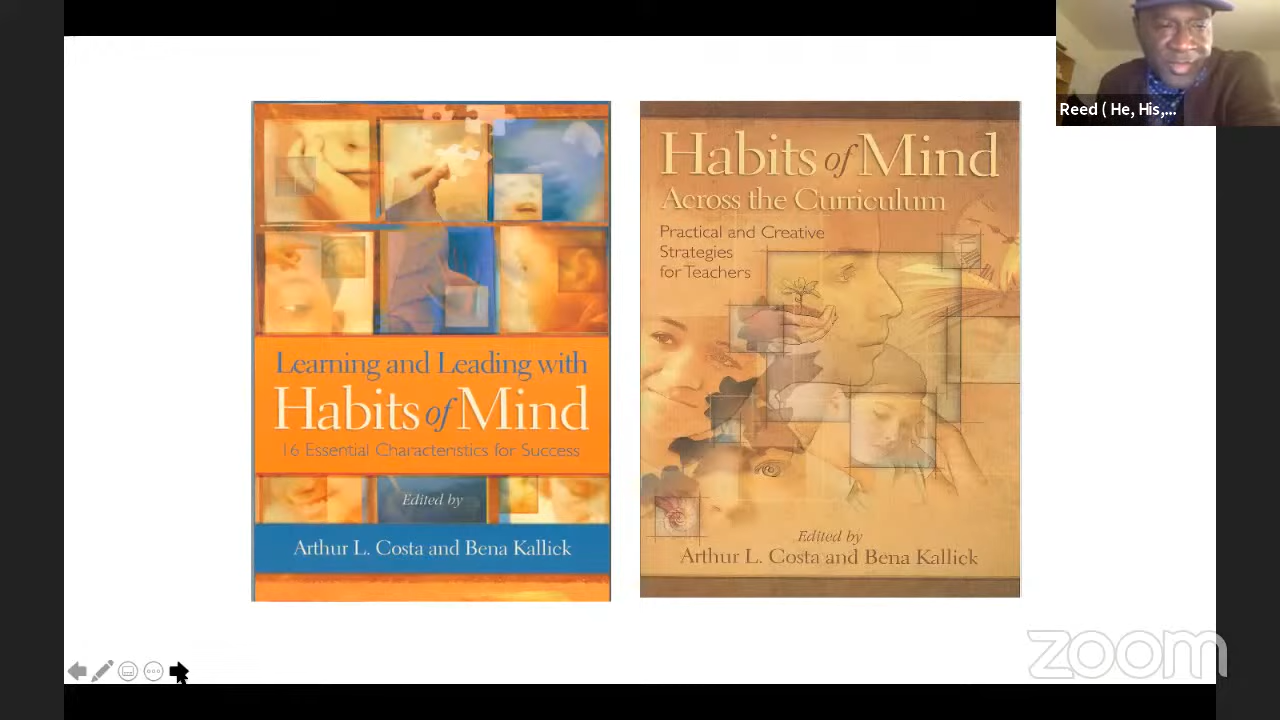 Learning and Leading with
Habits of Mind
16 Essential Characteristics for Success
Edited by
Arthur L. Costa and Bena Kallick
Habits of Mind
Across the Curriculum
Practical and Creative
Strategies
for Teachers
Edited by
Arthur L. Costa and Bena Kallick
Reed ( He, His,...
zoom